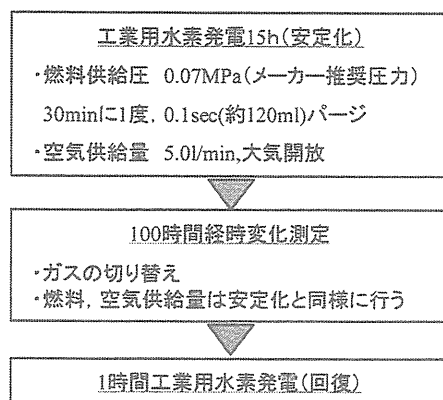 工業用水素発電15h(安定化)
・燃料供給圧 0.07MPa(メーカー推奨圧力)
30minに1度, 0.1sec(約120ml)パージ
・空気供給量 5.0l/min,大気開放
100時間経時変化測定
・ガスの切り替え
・燃料, 空気供給量は安定化と同様に行う
1時間工業用水素発電(回復)